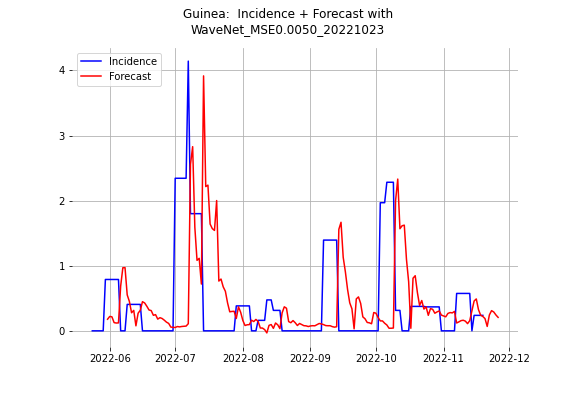 Guinea:  Incidence + Forecast with
WaveNet_MSE0.0050_20221023
Incidence
Forecast
4
3
2
1
0
2022-06 2022-07 2022-08 2022-09 2022-10 2022-11 2022-12